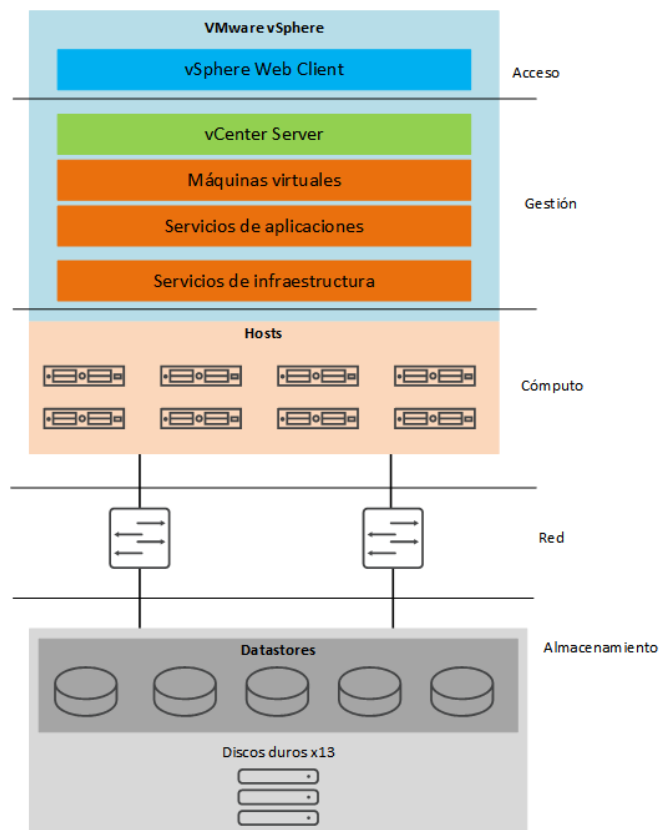 VMware vSphere
vSphere Web Client
Acceso
vCenter Server
Máquinas virtuales
Gestión
Servicios de aplicaciones
Servicios de infraestructura
Hosts
Cómputo
Red
Almacenamiento
Datastores
Discos duros x13